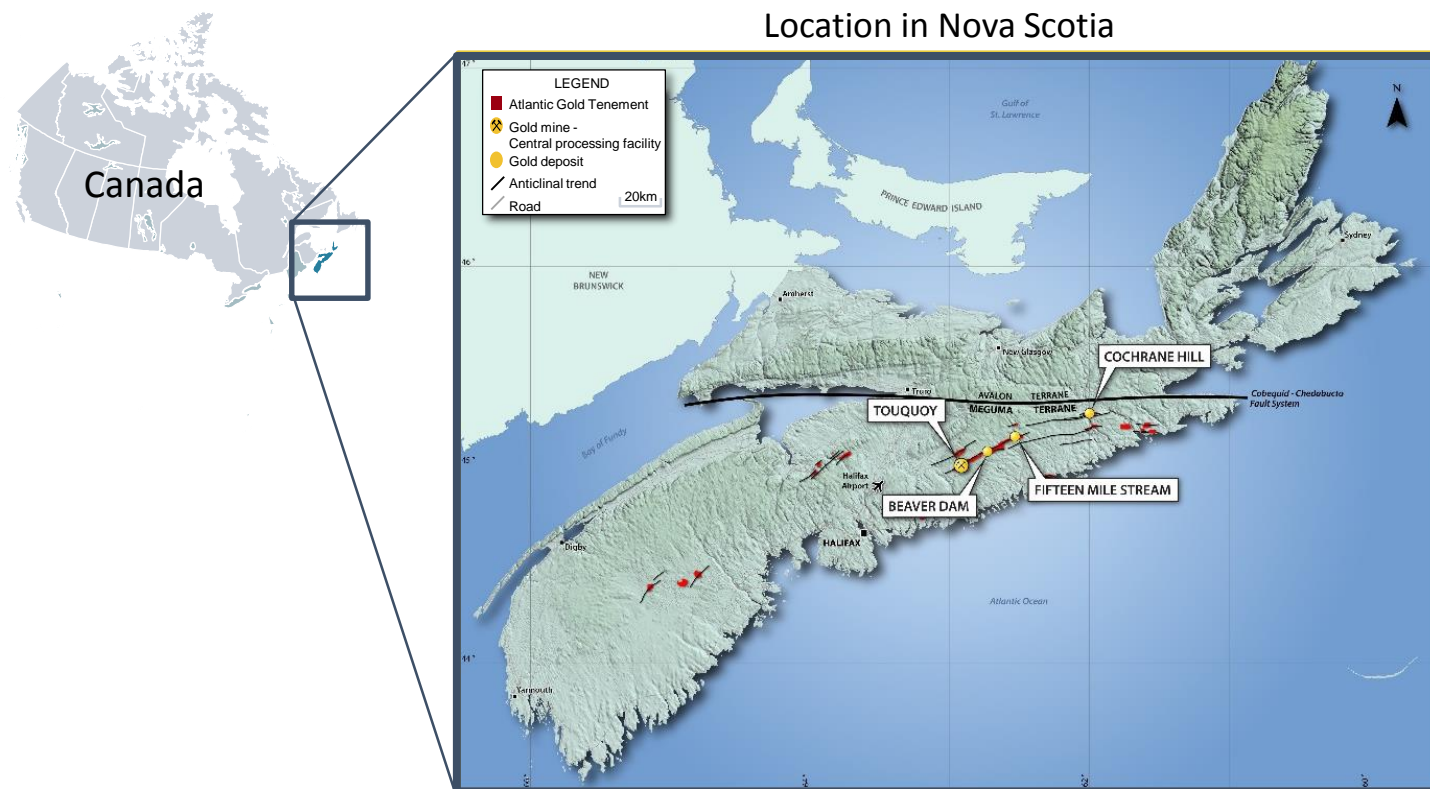 Location in Nova Scotia
Canada
LEGEND
Atlantic Gold Tenement
Gold mine -
Central processing facility
Gold deposit
Anticlinal trend
Road
20km
N
Gulf of
St. Lawrence
PRINCE EDWARD ISLAND
Sydney
46°
NEW
BRUNSWICK
Amherst
New Glasgow
COCHRANE HILL
Truro
AVALON TERRANE
MEGUMA TERRANE
Cobequid - Chedabucto
Fault System
TOUQUOY
Bay of Fundy
45°
Halifax
Airport
FIFTEEN MILE STREAM
BEAVER DAM
HALIFAX
Digby
Atlantic Ocean
44°
Yarmouth